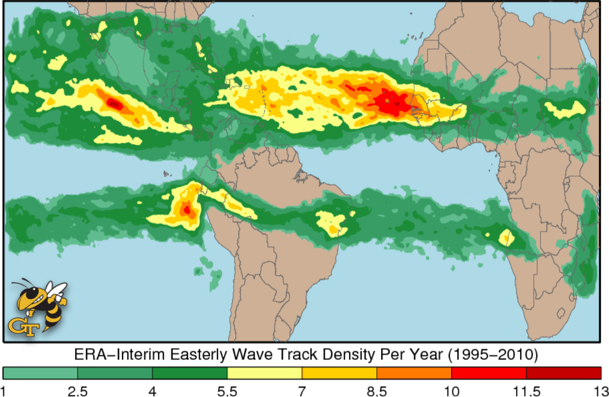 GT
ERA−Interim Easterly Wave Track Density Per Year (1995−2010)
1 2.5 4 5.5 7 8.5 10 11.5 13